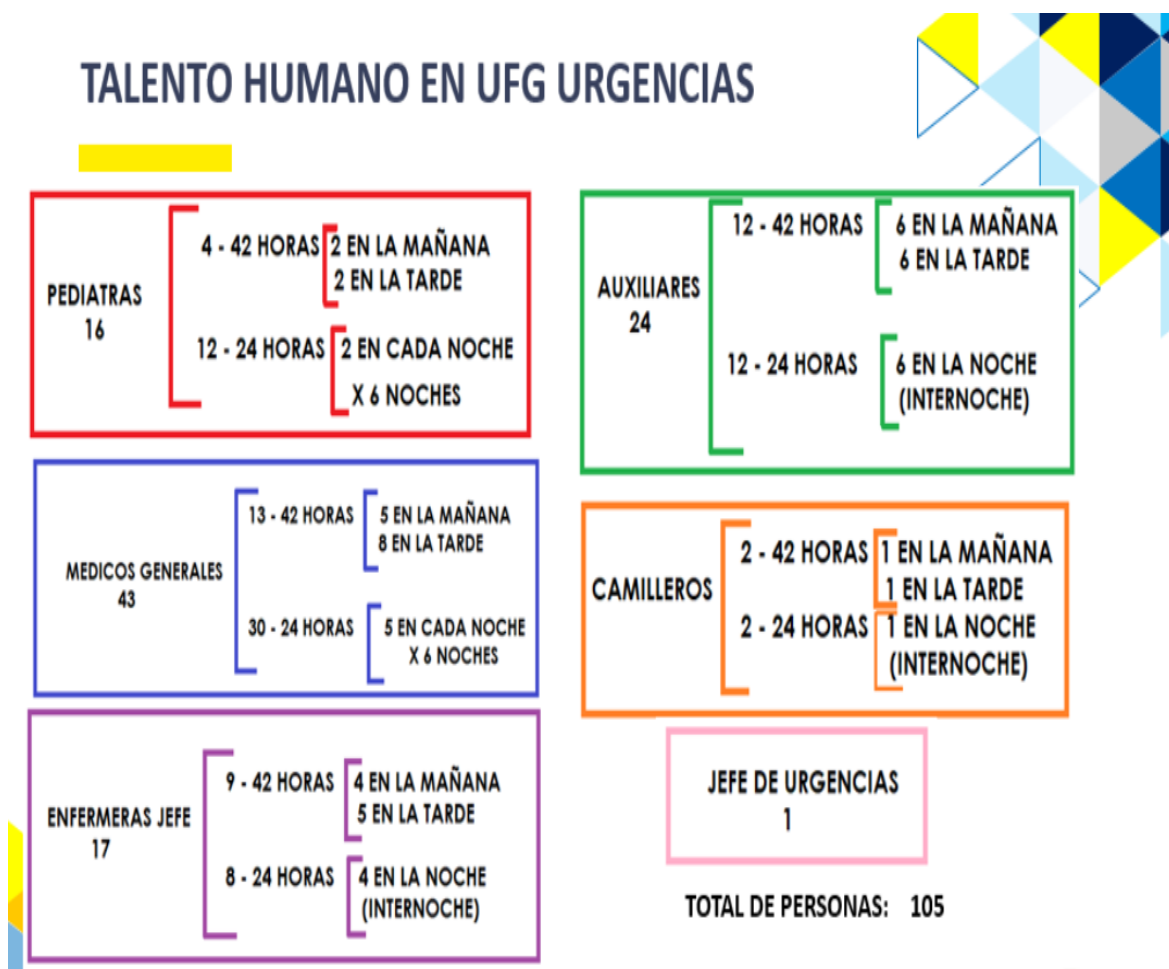 TALENTO HUMANO EN UFG URGENCIAS
PEDIATRAS
16
4 - 42 HORAS
2 EN LA MAÑANA
2 EN LA TARDE
12 - 24 HORAS
2 EN CADA NOCHE
X 6 NOCHES
MEDICOS GENERALES
43
13 - 42 HORAS
5 EN LA MAÑANA
8 EN LA TARDE
30 - 24 HORAS
5 EN CADA NOCHE
X 6 NOCHES
ENFERMERAS JEFE
17
9 - 42 HORAS
4 EN LA MAÑANA
5 EN LA TARDE
8 - 24 HORAS
4 EN LA NOCHE
(INTERNOCHE)
AUXILIARES
24
12 - 42 HORAS
6 EN LA MAÑANA
6 EN LA TARDE
12 - 24 HORAS
6 EN LA NOCHE
(INTERNOCHE)
CAMILLEROS
2 - 42 HORAS
1 EN LA MAÑANA
1 EN LA TARDE
2 - 24 HORAS
1 EN LA NOCHE
(INTERNOCHE)
JEFE DE URGENCIAS
1
TOTAL DE PERSONAS: 105